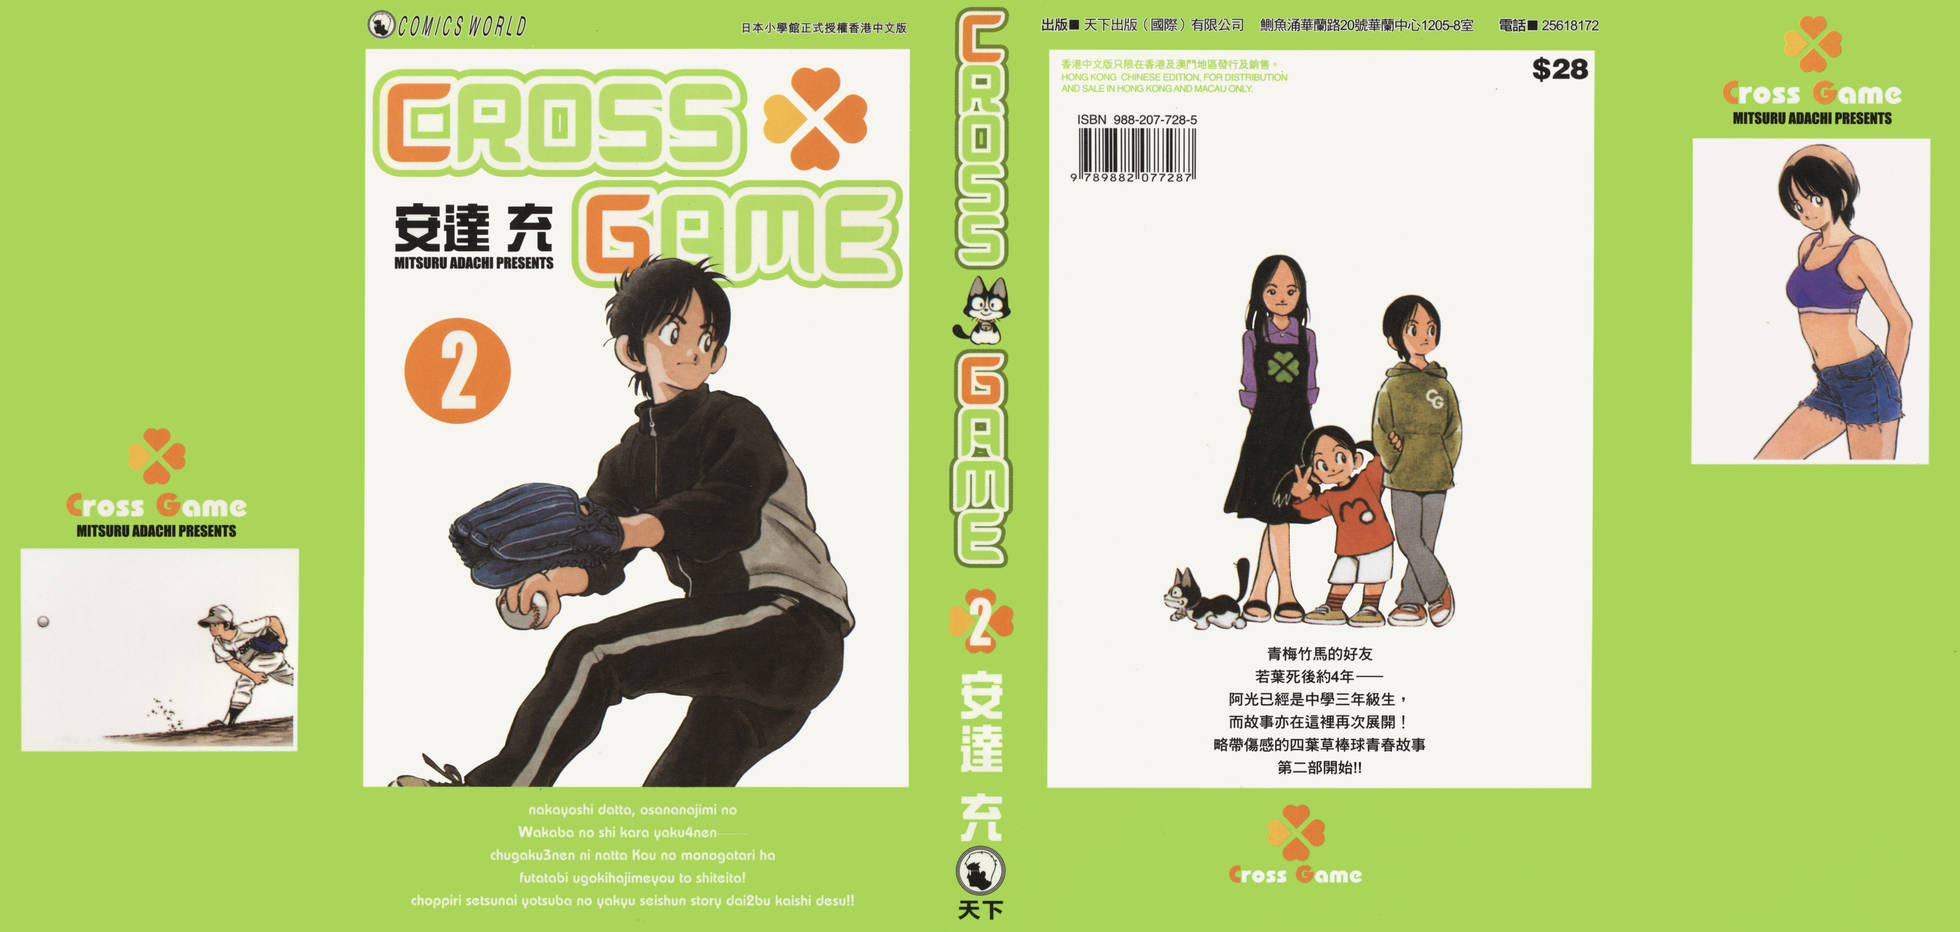 Cross Game
MITSURU ADACHI PRESENTS
COMICS WORLD
日本小學館正式授權香港中文版
CROSS
GAME
安達 充
MITSURU ADACHI PRESENTS
2
nakayoshi datta, osananajimi no
Wakaba no shi kara yaku4nen——
chugaku3nen ni natta Kou no monogatari ha
futatabi ugokihajimeyou to shiteita!
choppiri setsunai yotsuba no yakyu seishun story dai2bu kaishi desu!!
CROSS
GAME
2
安達 充
天下
出版■ 天下出版（國際）有限公司 鰂魚涌華蘭路20號華蘭中心1205-8室 電話■ 25618172
香港中文版只限在香港及澳門地區發行及銷售。
HONG KONG CHINESE EDITION, FOR DISTRIBUTION
AND SALE IN HONG KONG AND MACAU ONLY.
$28
ISBN 988-207-728-5
9 789882 077287
CG
m
青梅竹馬的好友
若葉死後約4年——
阿光已經是中學三年級生，
而故事亦在這裡再次展開！
略帶傷感的四葉草棒球青春故事
第二部開始!!
Cross Game
Cross Game
MITSURU ADACHI PRESENTS